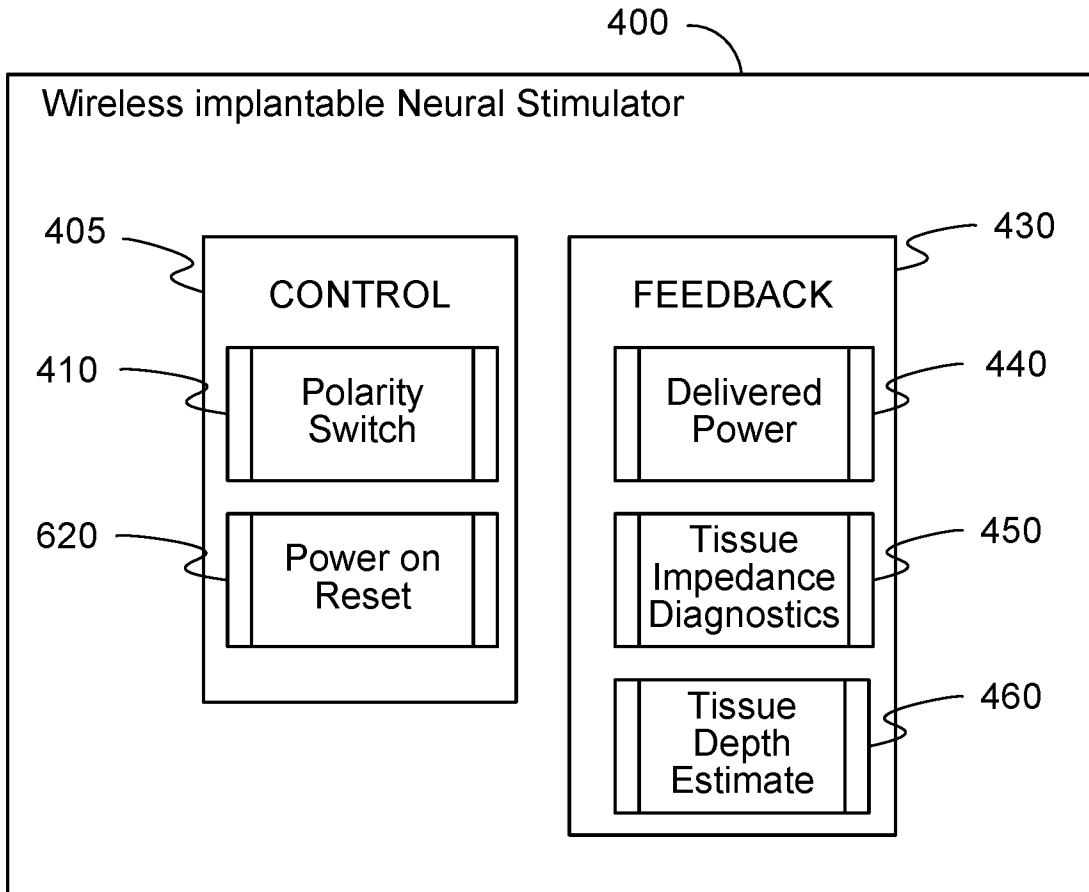 400
Wireless implantable Neural Stimulator
405
CONTROL
410
Polarity
Switch
620
Power on
Reset
430
FEEDBACK
440
Delivered
Power
450
Tissue
Impedance
Diagnostics
460
Tissue
Depth
Estimate